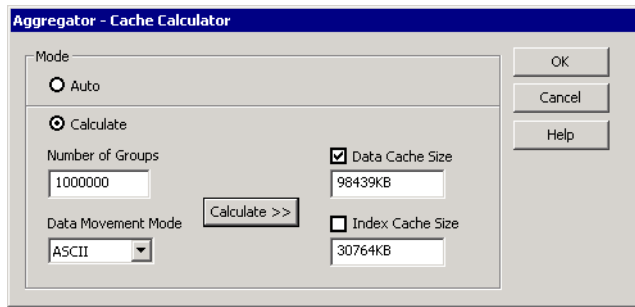 Aggregator - Cache Calculator
Mode
Auto
Calculate
Number of Groups
1000000
Data Movement Mode
ASCII
Calculate >>
Data Cache Size
98439KB
Index Cache Size
30764KB
OK
Cancel
Help